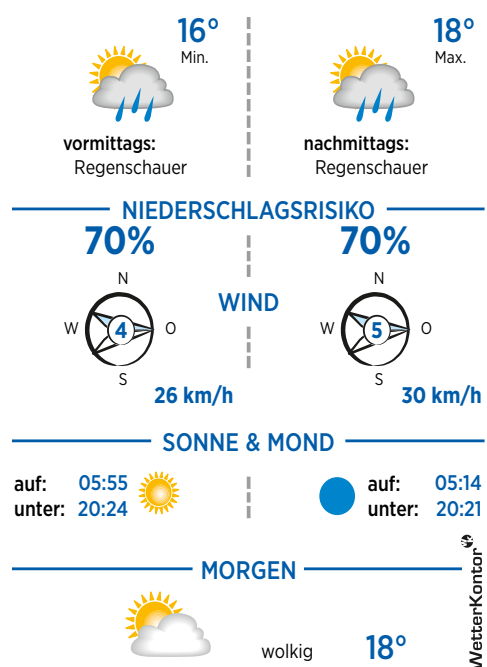 16°
Min.
18°
Max.
vormittags:
Regenschauer
nachmittags:
Regenschauer
NIEDERSCHLAGSRISIKO
70%
70%
WIND
N
W 4 O
S
26 km/h
N
W 5 O
S
30 km/h
SONNE & MOND
auf: 05:55
unter: 20:24
auf: 05:14
unter: 20:21
MORGEN
wolkig 18°
WetterKontor